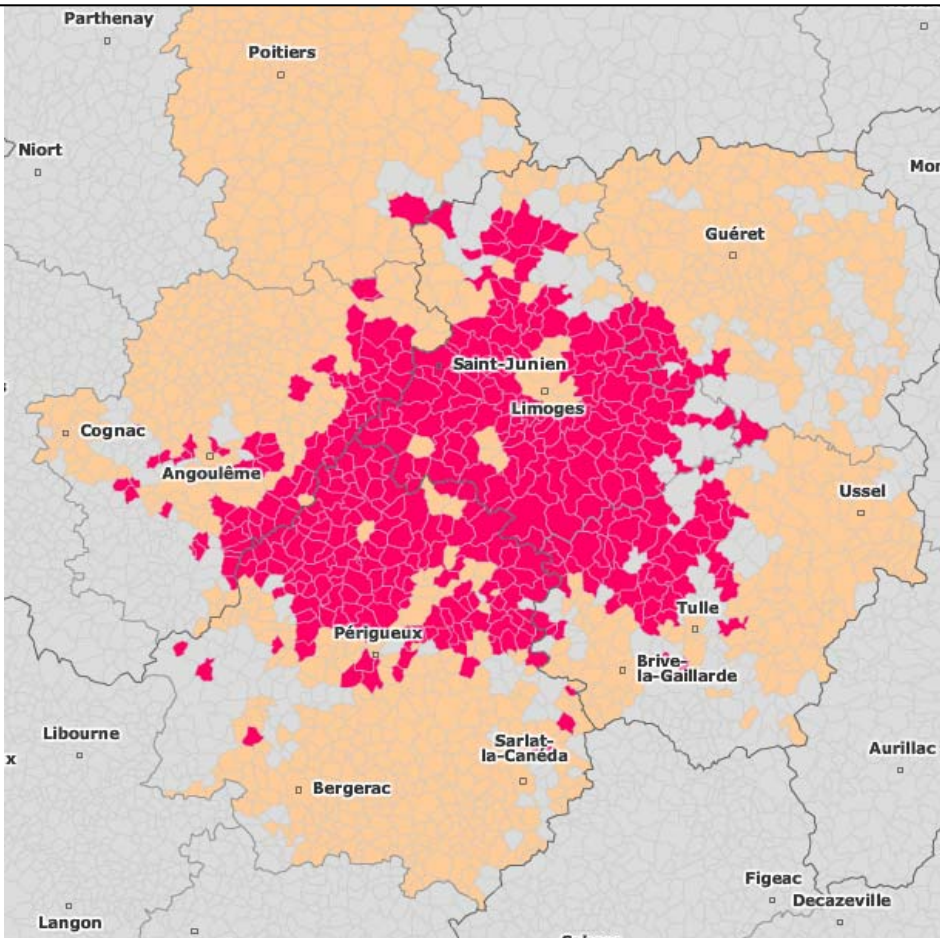 Parthenay
Poitiers
Niort
Mon
Guéret
Saint-Junien
Limoges
Cognac
Angoulême
Ussel
Tulle
Périgueux
Brive-
la-Gaillarde
Libourne
x
Sarlat-
la-Canéda
Aurillac
Bergerac
Figeac
Decazeville
Langon